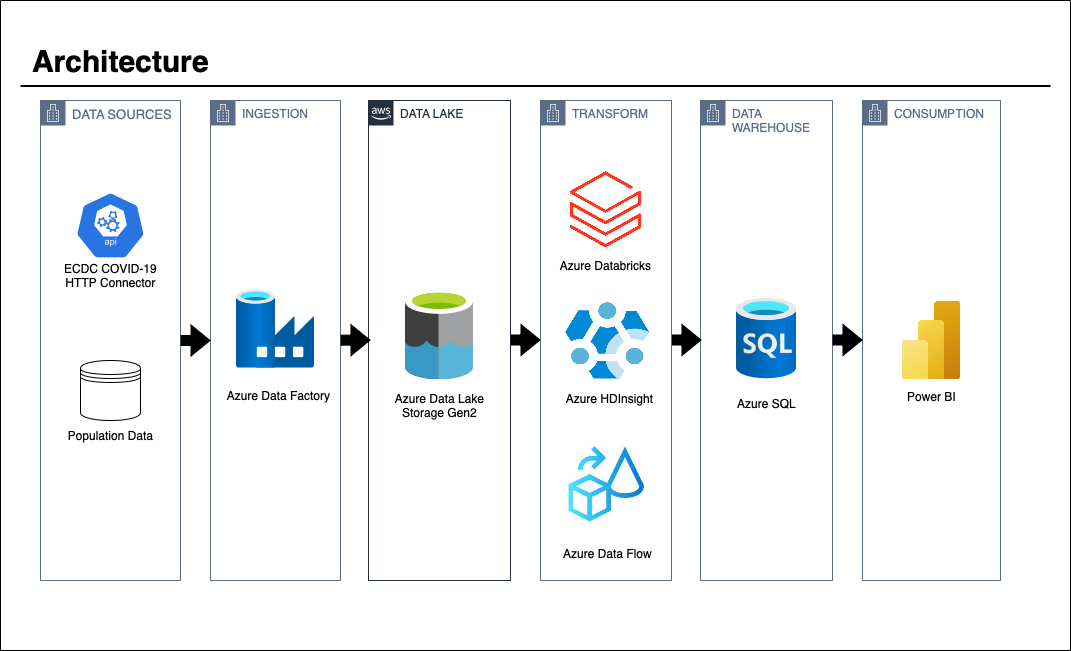 Architecture
DATA SOURCES
INGESTION
aws
DATA LAKE
TRANSFORM
DATA
WAREHOUSE
CONSUMPTION
api
ECDC COVID-19
HTTP Connector
Population Data
Azure Data Factory
Azure Data Lake
Storage Gen2
Azure Databricks
Azure HDInsight
Azure Data Flow
SQL
Azure SQL
Power BI